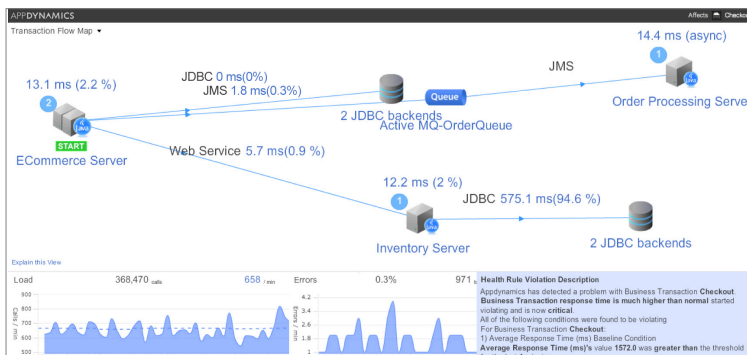 APPDYNAMICS
Affects Checkou
Transaction Flow Map
14.4 ms (async)
1
JMS
Order Processing Serve
13.1 ms (2.2 %)
2
JDBC 0 ms(0%)
JMS 1.8 ms(0.3%)
2 JDBC backends
Queue
Active MQ-OrderQueue
START
ECommerce Server
Web Service 5.7 ms(0.9 %)
12.2 ms (2 %)
1
JDBC 575.1 ms(94.6 %)
Inventory Server
2 JDBC backends
Explain this View
Load 368,470 calls 658 / min
Errors 0.3% 971
Calls / min
900
800
700
600
500
Errors / min
4.2
3.4
2.6
1.8
1
Health Rule Violation Description
Appdynamics has detected a problem with Business Transaction Checkout.
Business Transaction response time is much higher than normal started
violating and is now critical.
All of the following conditions were found to be violating
For Business Transaction Checkout:
1) Average Response Time (ms) Baseline Condition
Average Response Time (ms)'s value 1572.0 was greater than the threshold